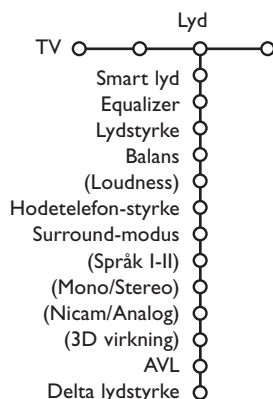 Lyd
TV
Smart lyd
Equalizer
Lydstyrke
Balans
(Loudness)
Hodetelefon-styrke
Surround-modus
(Språk I-II)
(Mono/Stereo)
(Nicam/Analog)
(3D virkning)
AVL
Delta lydstyrke